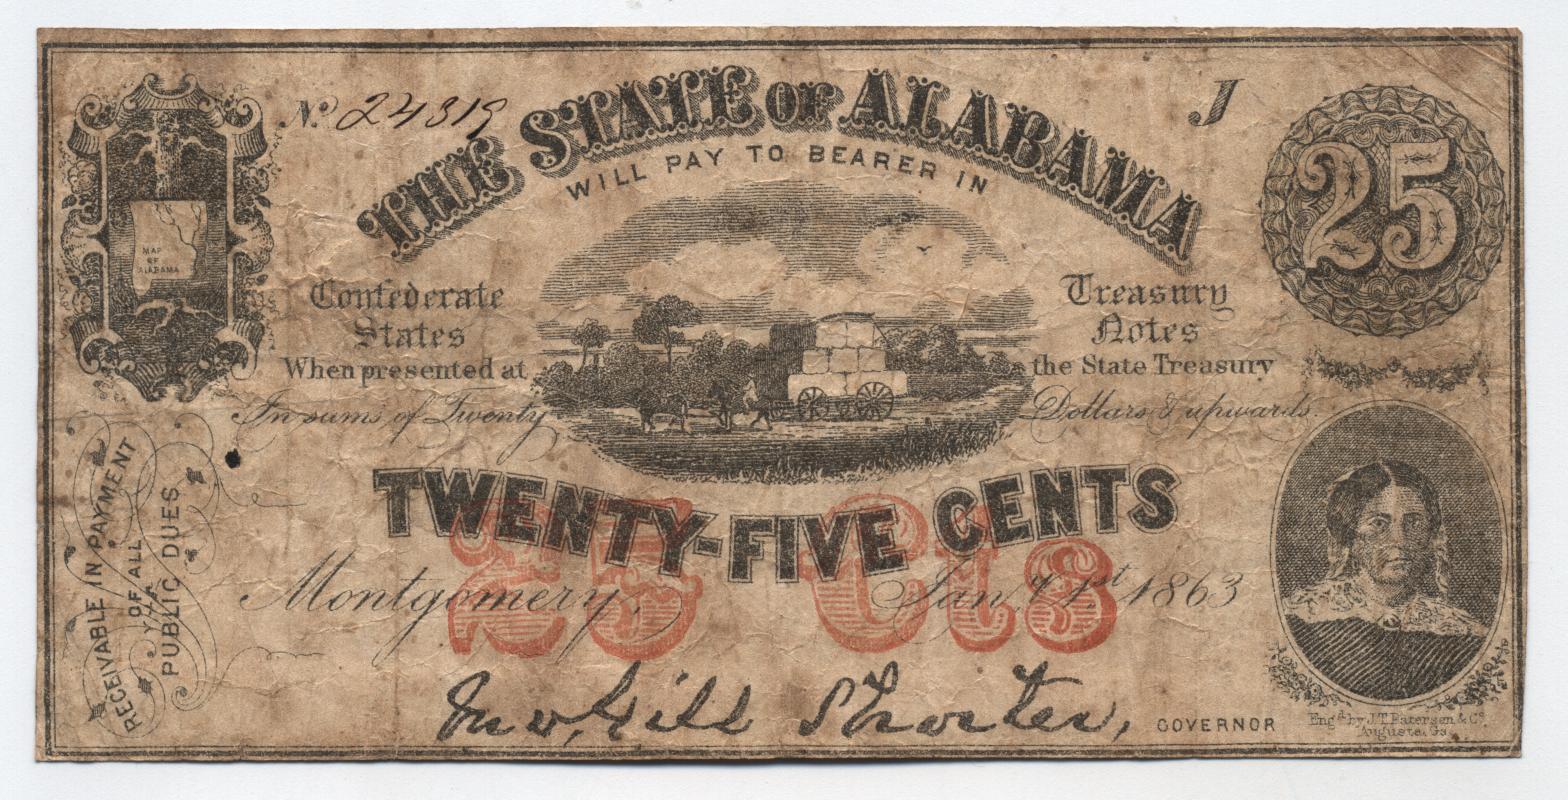 No. 24319
J
THE STATE OF ALABAMA
25
WILL PAY TO BEARER IN
MAP
OF
ALABAMA
Confederate
States
When presented at
Treasury
Notes
the State Treasury
In sums of Twenty
Dollars & upwards.
TWENTY-FIVE CENTS
25 Cts
Montgomery, Jany. 1st 1863
RECEIVABLE IN PAYMENT
OF ALL
PUBLIC DUES
Jno, Gill Shorter, GOVERNOR
Engd. by J.T. Paterson & Co.
Augusta, Ga.